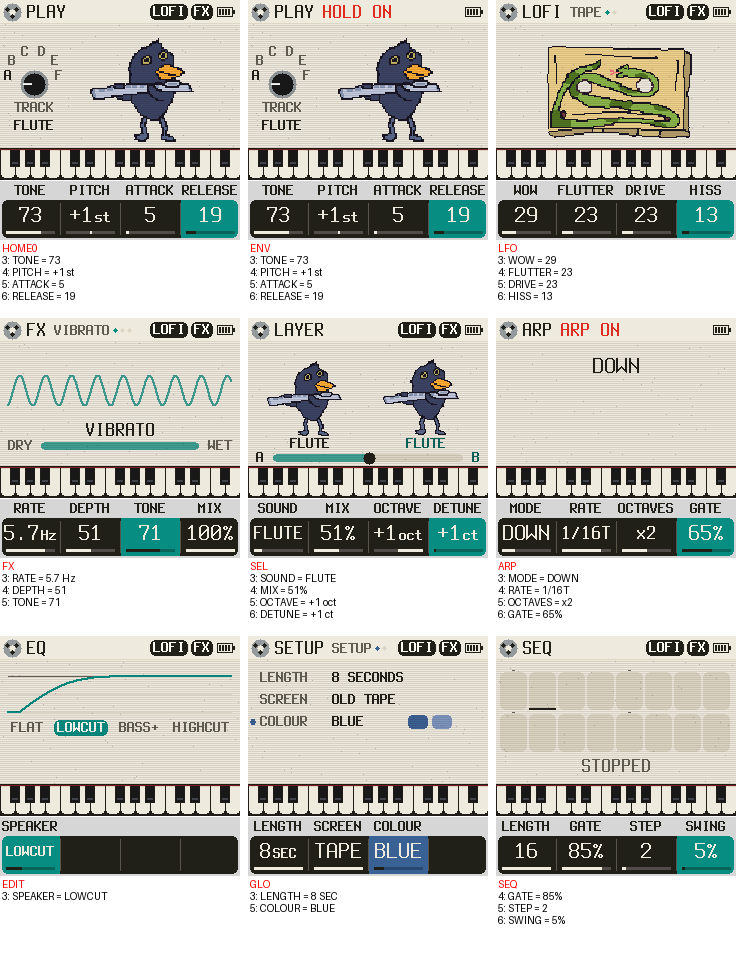 PLAY LOFI FX
B C D E
A F
TRACK
FLUTE
TONE PITCH ATTACK RELEASE
73 +1st 5 19
HOME0
3: TONE = 73
4: PITCH = +1 st
5: ATTACK = 5
6: RELEASE = 19
PLAY HOLD ON
B C D E
A F
TRACK
FLUTE
TONE PITCH ATTACK RELEASE
73 +1st 5 19
ENV
3: TONE = 73
4: PITCH = +1 st
5: ATTACK = 5
6: RELEASE = 19
LOFI TAPE LOFI FX
WOW FLUTTER DRIVE HISS
29 23 23 13
LFO
3: WOW = 29
4: FLUTTER = 23
5: DRIVE = 23
6: HISS = 13
FX VIBRATO LOFI FX
VIBRATO
DRY WET
RATE DEPTH TONE MIX
5.7Hz 51 71 100%
FX
3: RATE = 5.7 Hz
4: DEPTH = 51
5: TONE = 71
LAYER LOFI FX
FLUTE FLUTE
A B
SOUND MIX OCTAVE DETUNE
FLUTE 51% +1oct +1ct
SEL
3: SOUND = FLUTE
4: MIX = 51%
5: OCTAVE = +1 oct
6: DETUNE = +1 ct
ARP ARP ON
DOWN
MODE RATE OCTAVES GATE
DOWN 1/16T x2 65%
ARP
3: MODE = DOWN
4: RATE = 1/16 T
5: OCTAVES = x2
6: GATE = 65%
EQ LOFI FX
FLAT LOWCUT BASS+ HIGHCUT
SPEAKER
LOWCUT
EDIT
3: SPEAKER = LOWCUT
SETUP SETUP LOFI FX
LENGTH 8 SECONDS
SCREEN OLD TAPE
COLOUR BLUE
LENGTH SCREEN COLOUR
8SEC TAPE BLUE
GLO
3: LENGTH = 8 SEC
5: COLOUR = BLUE
SEQ LOFI FX
STOPPED
LENGTH GATE STEP SWING
16 85% 2 5%
SEQ
4: GATE = 85%
5: STEP = 2
6: SWING = 5%